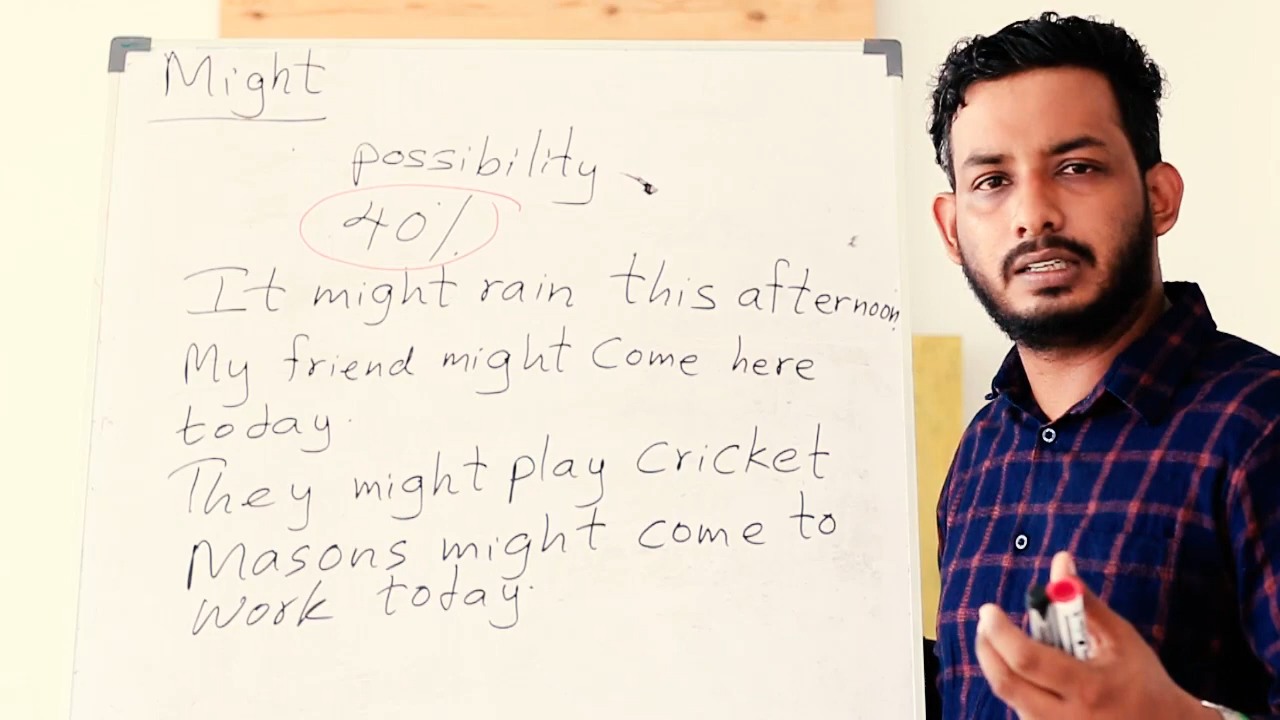 Might
possibility
40%
It might rain this afternoon.
My friend might Come here
today.
They might play Cricket
Masons might come to
work today.